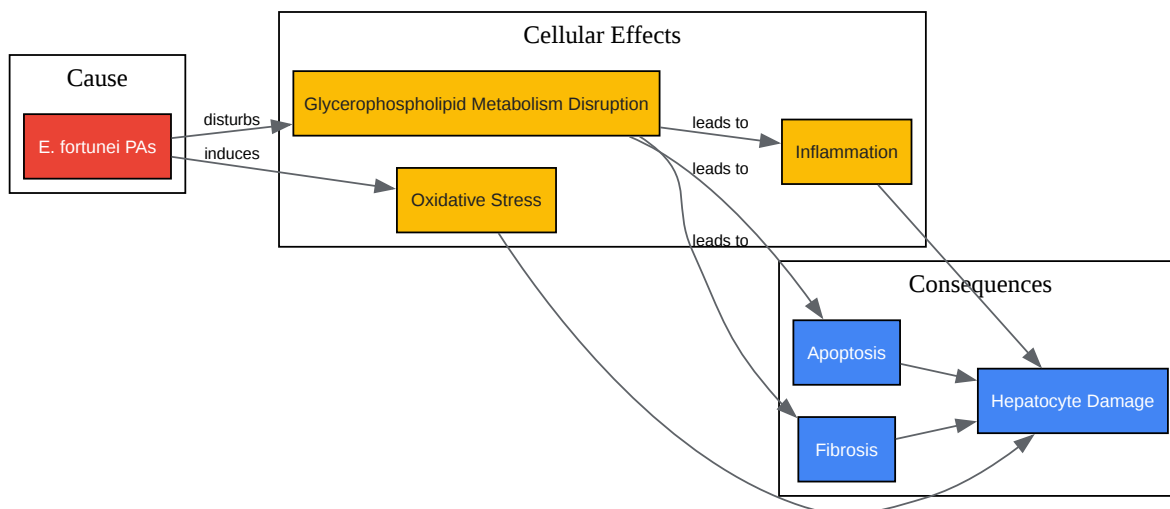 Cause
E. fortunei PAs
disturbs
induces
Cellular Effects
Glycerophospholipid Metabolism Disruption
Oxidative Stress
leads to
leads to
leads to
Inflammation
Consequences
Apoptosis
Fibrosis
Hepatocyte Damage